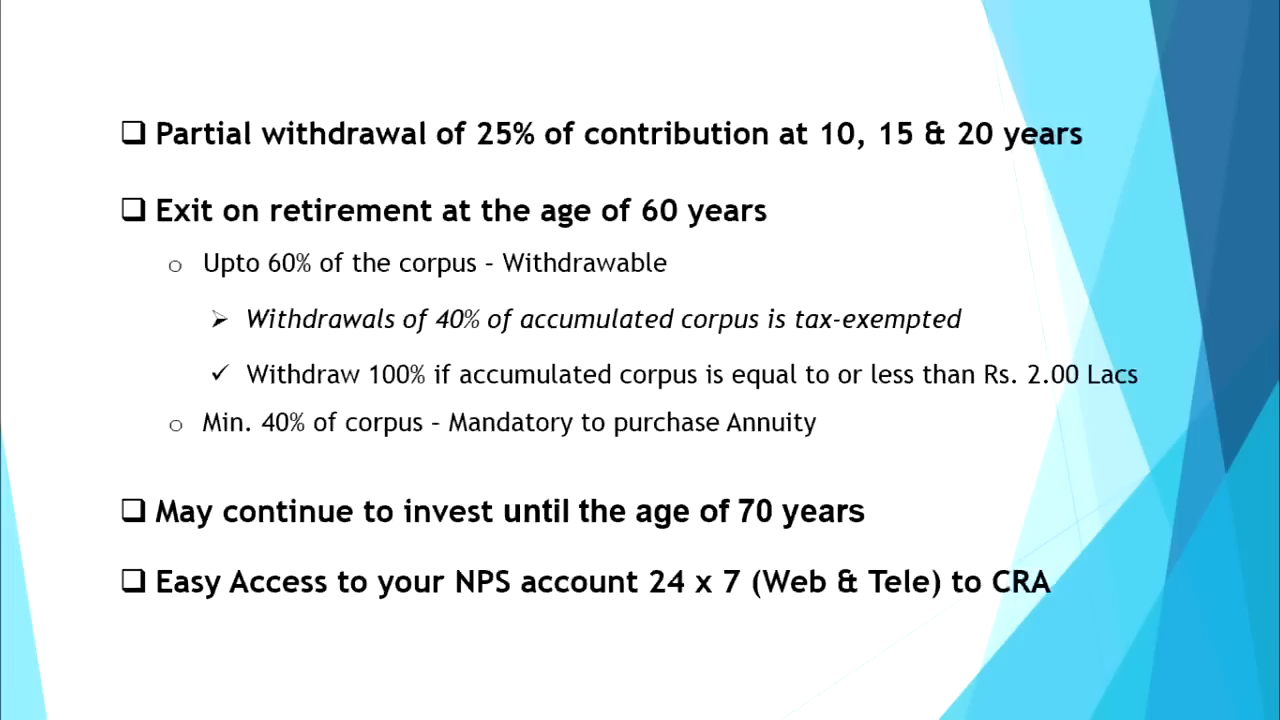 ❑ Partial withdrawal of 25% of contribution at 10, 15 & 20 years
❑ Exit on retirement at the age of 60 years
o Upto 60% of the corpus – Withdrawable
➢ Withdrawals of 40% of accumulated corpus is tax-exempted
✓ Withdraw 100% if accumulated corpus is equal to or less than Rs. 2.00 Lacs
o Min. 40% of corpus – Mandatory to purchase Annuity
❑ May continue to invest until the age of 70 years
❑ Easy Access to your NPS account 24 x 7 (Web & Tele) to CRA